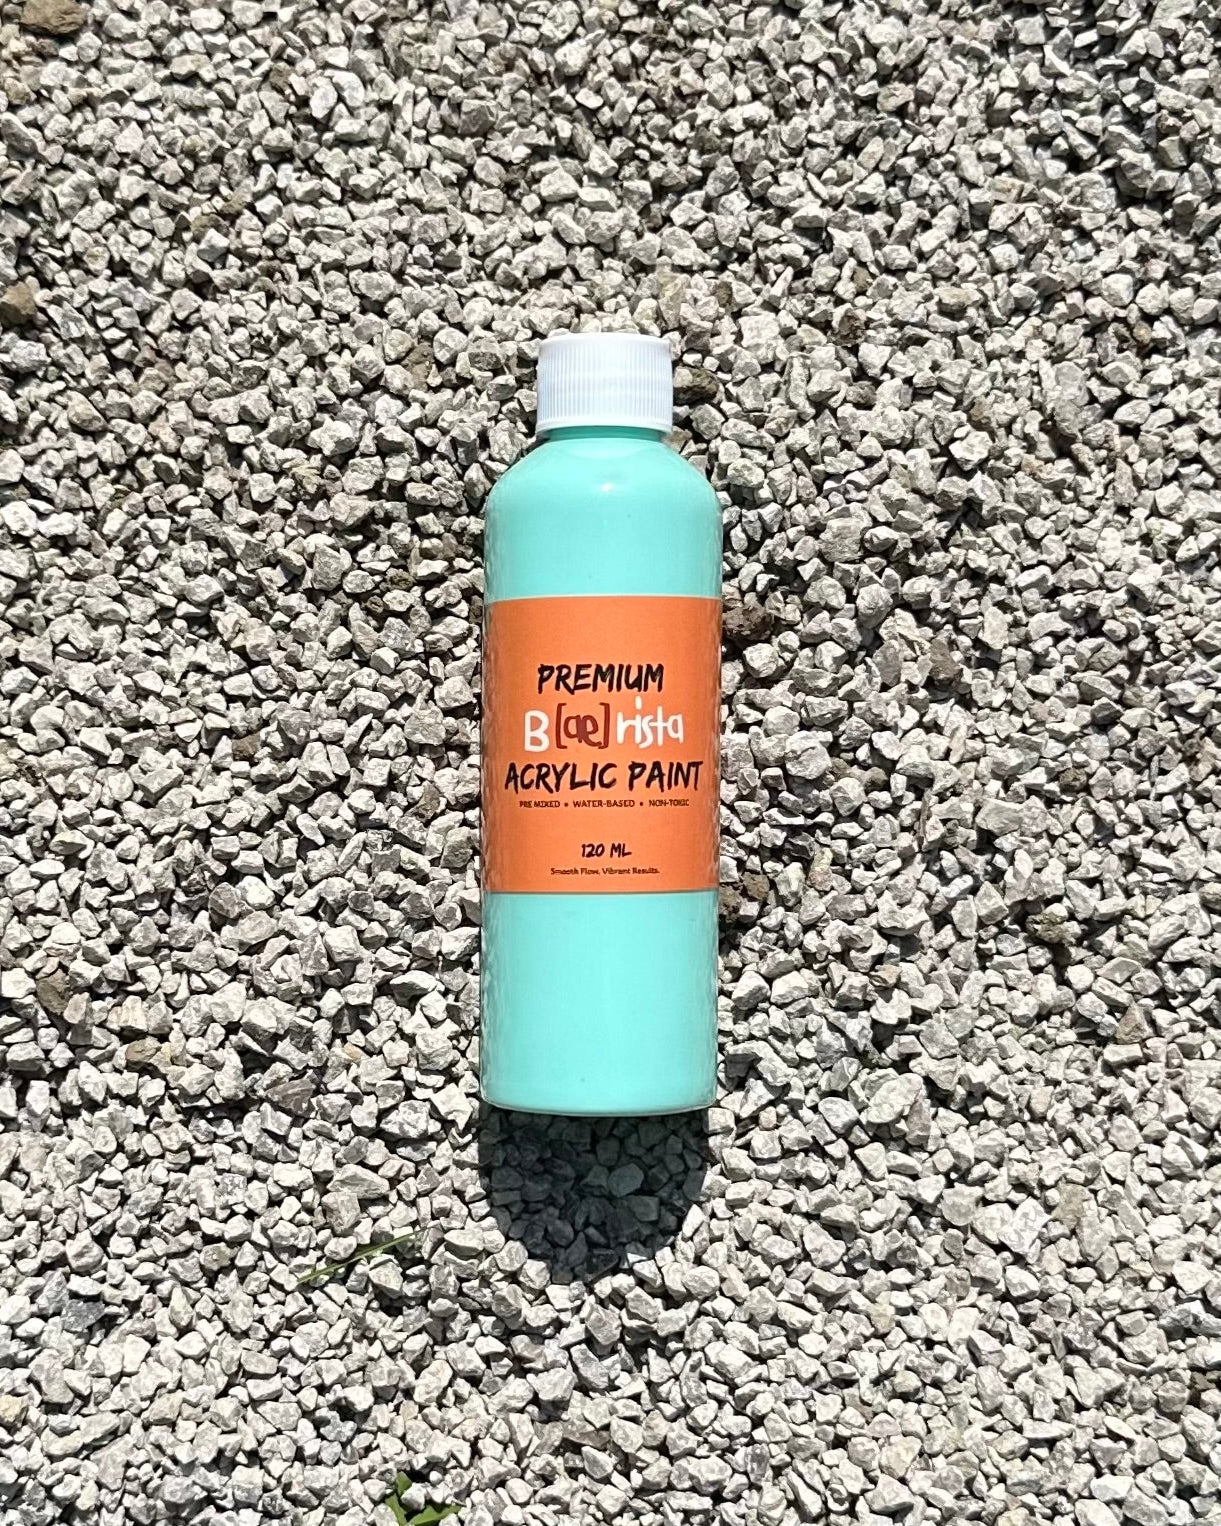 PREMIUM
B[ae]rista
ACRYLIC PAINT
PRE MIXED • WATER-BASED • NON-TOXIC
120 ML
Smooth Flow. Vibrant Results.